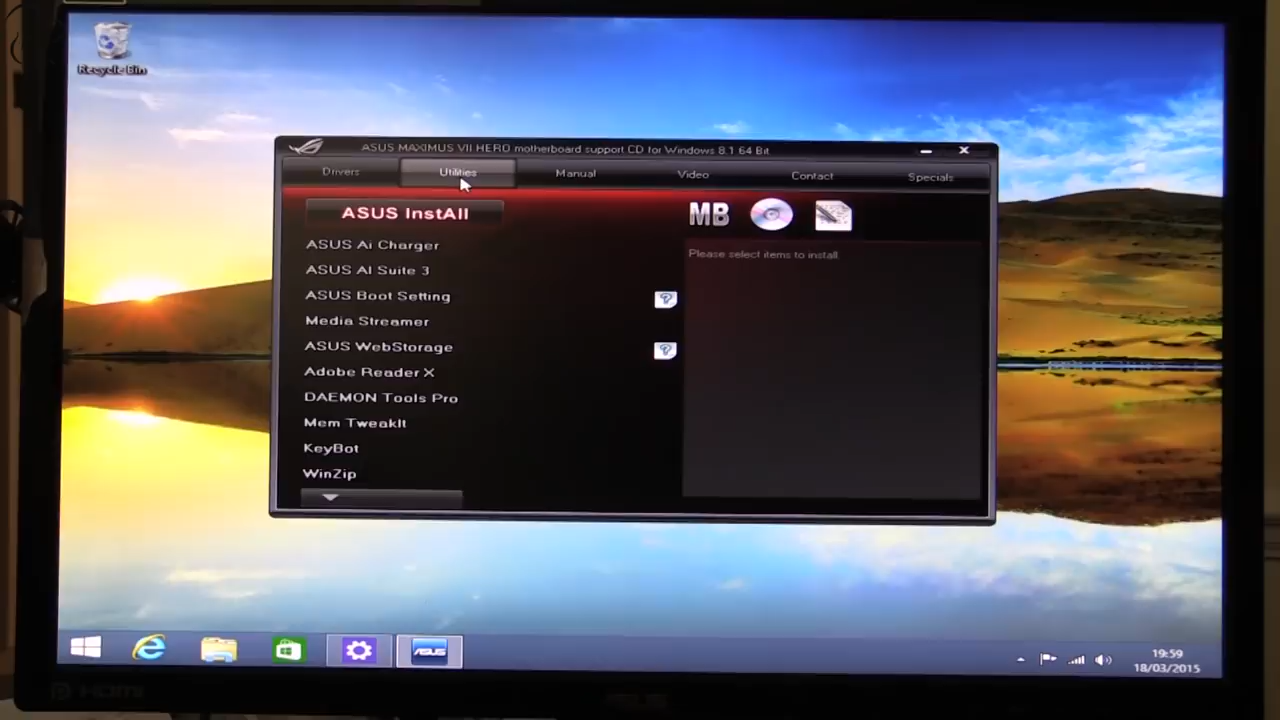 Recycle Bin
ASUS MAXIMUS VII HERO motherboard support CD for Windows 8.1 64 Bit
Drivers
Utilities
Manual
Video
Contact
Specials
ASUS InstAll
MB
Please select items to install.
ASUS Ai Charger
ASUS AI Suite 3
ASUS Boot Setting
?
Media Streamer
ASUS WebStorage
?
Adobe Reader X
DAEMON Tools Pro
Mem TweakIt
KeyBot
WinZip
ASUS
19:59
18/03/2015
HDMI
ASUS